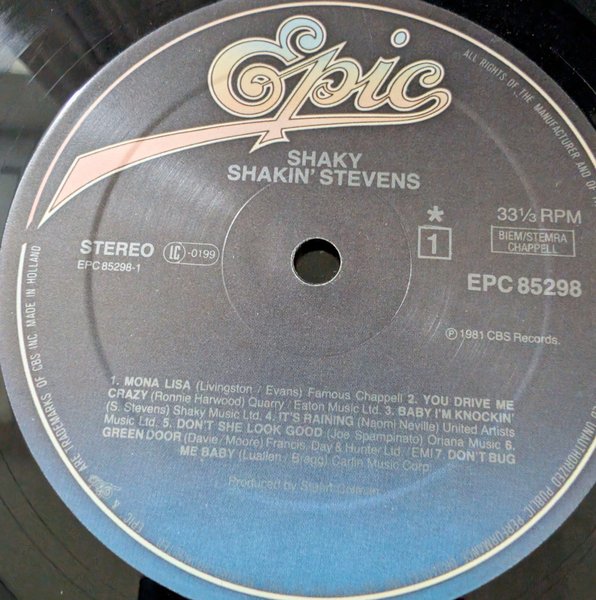 Epic
ALL RIGHTS OF THE MANUFACTURER AND OF
SHAKY
SHAKIN' STEVENS
*
1
33⅓ RPM
BIEM/STEMRA
CHAPPELL
STEREO LC-0199
EPC 85298-1
EPC 85298
℗ 1981 CBS Records.
1. MONA LISA (Livingston / Evans) Famous Chappell 2. YOU DRIVE ME
CRAZY (Ronnie Harwood) Quarry / Eaton Music Ltd. 3. BABY I'M KNOCKIN'
(S. Stevens) Shaky Music Ltd. 4. IT'S RAINING (Naomi Neville) United Artists
Music Ltd. 5. DON'T SHE LOOK GOOD (Joe Spampinato) Oriana Music 6.
GREEN DOOR (Davie / Moore) Francis, Day & Hunter Ltd. / EMI 7. DON'T BUG
ME BABY (Luallen / Bragg) Carlin Music Corp.
Produced by Stuart Colman
UNAUTHORIZED PUBLIC PERFORMA
EPIC & ARE TRADEMARKS OF CBS INC. MADE IN HOLLAND